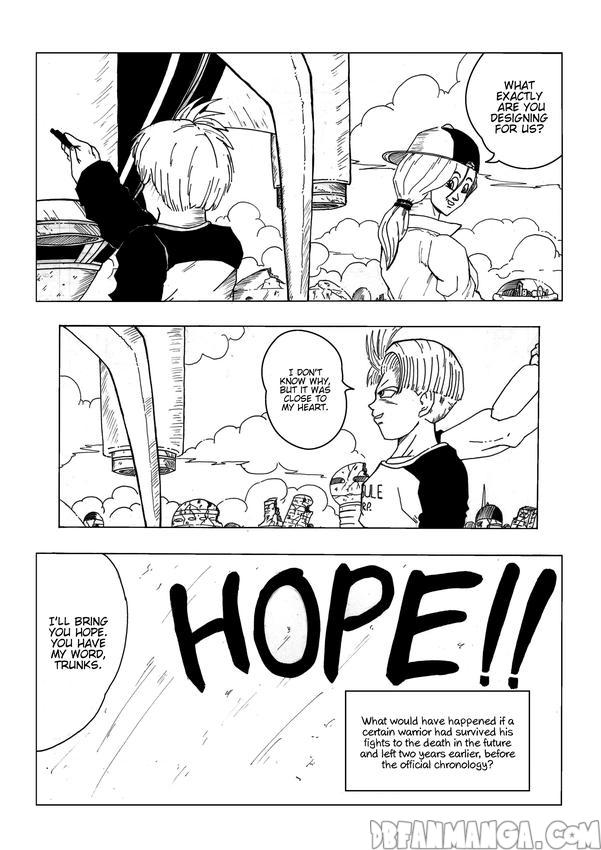 WHAT
EXACTLY
ARE YOU
DESIGNING
FOR US?
I DON'T
KNOW WHY,
BUT IT WAS
CLOSE TO
MY HEART.
ULE
RP.
HOPE!!
I'LL BRING
YOU HOPE.
YOU HAVE
MY WORD,
TRUNKS.
What would have happened if a
certain warrior had survived his
fights to the death in the future
and left two years earlier, before
the official chronology?
DBFANMANGA.COM